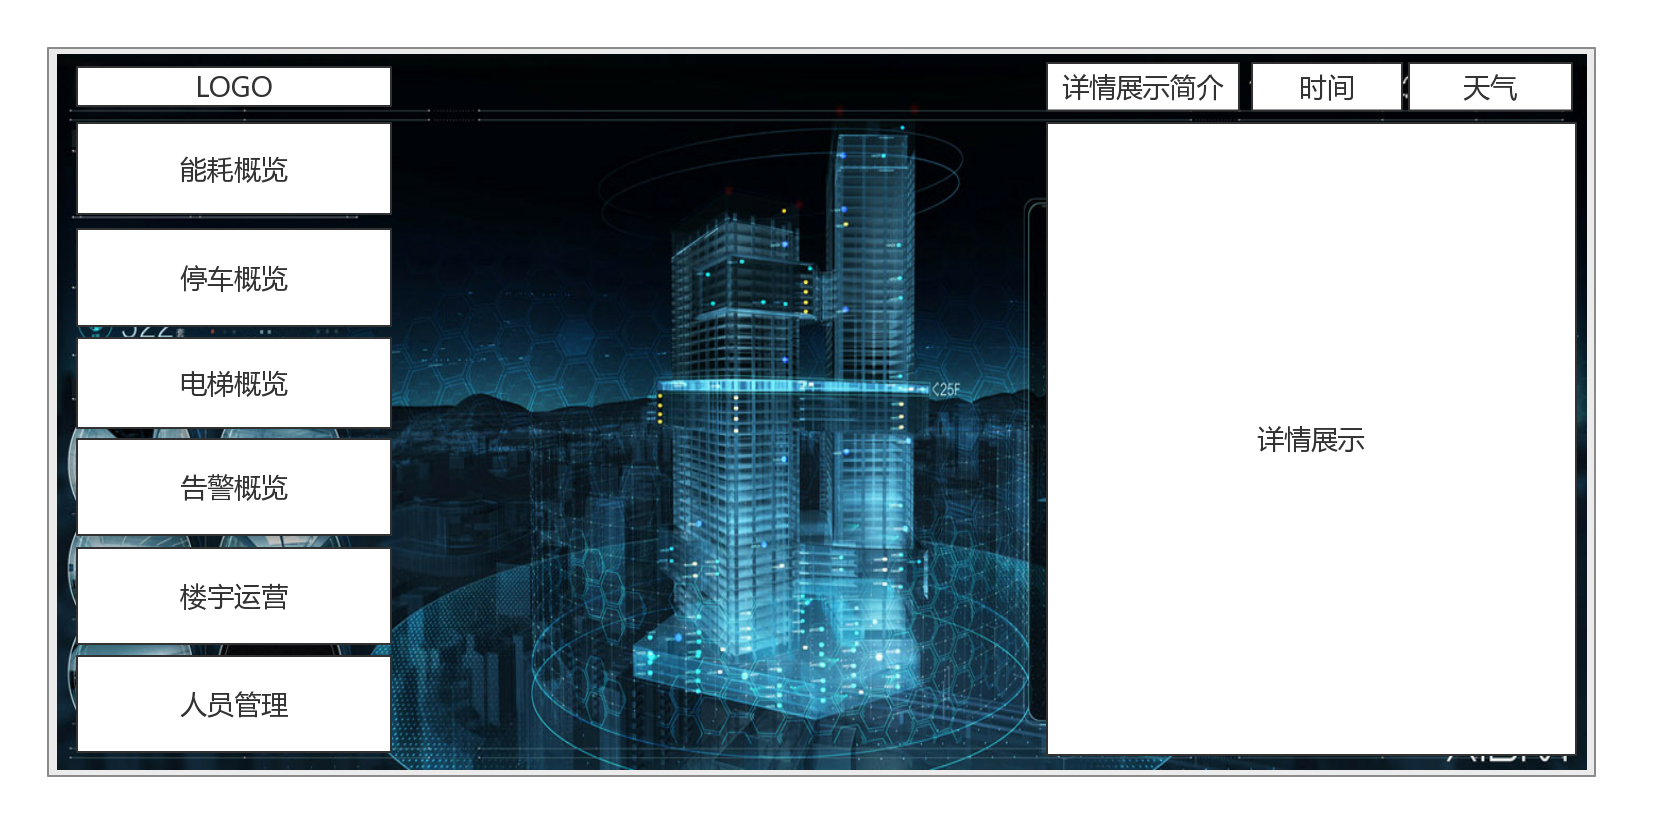 LOGO
详情展示简介
时间
天气
能耗概览
停车概览
电梯概览
告警概览
楼宇运营
人员管理
<25F
详情展示